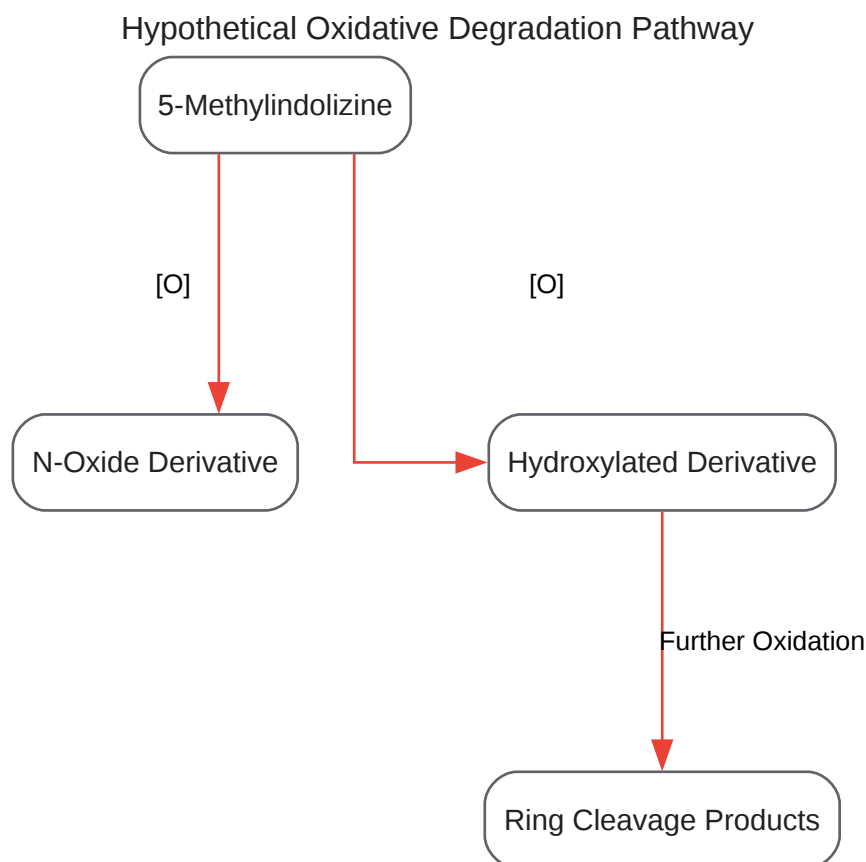 Hypothetical Oxidative Degradation Pathway
5-Methylindolizine
[O]
[O]
N-Oxide Derivative
Hydroxylated Derivative
Further Oxidation
Ring Cleavage Products